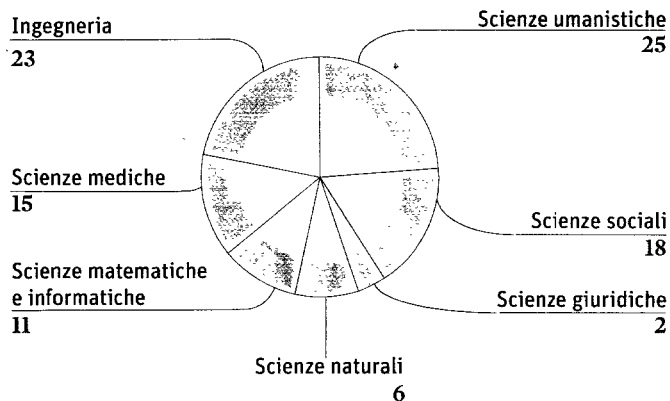 Ingegneria
23
Scienze umanistiche
25
Scienze mediche
15
Scienze sociali
18
Scienze matematiche
e informatiche
11
Scienze giuridiche
2
Scienze naturali
6